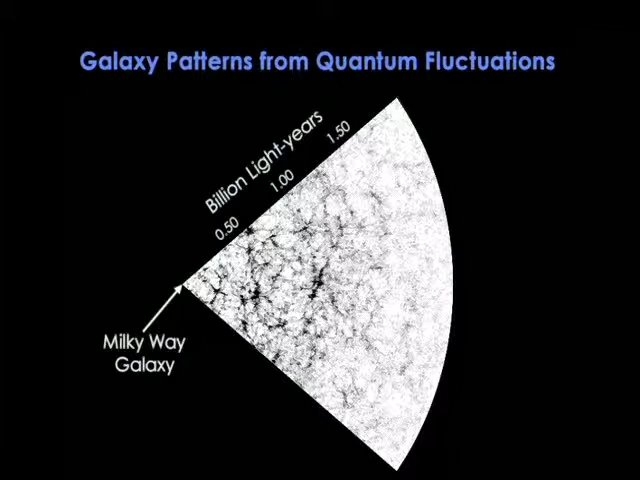 Galaxy Patterns from Quantum Fluctuations
Billion Light-years
0.50
1.00
1.50
Milky Way
Galaxy